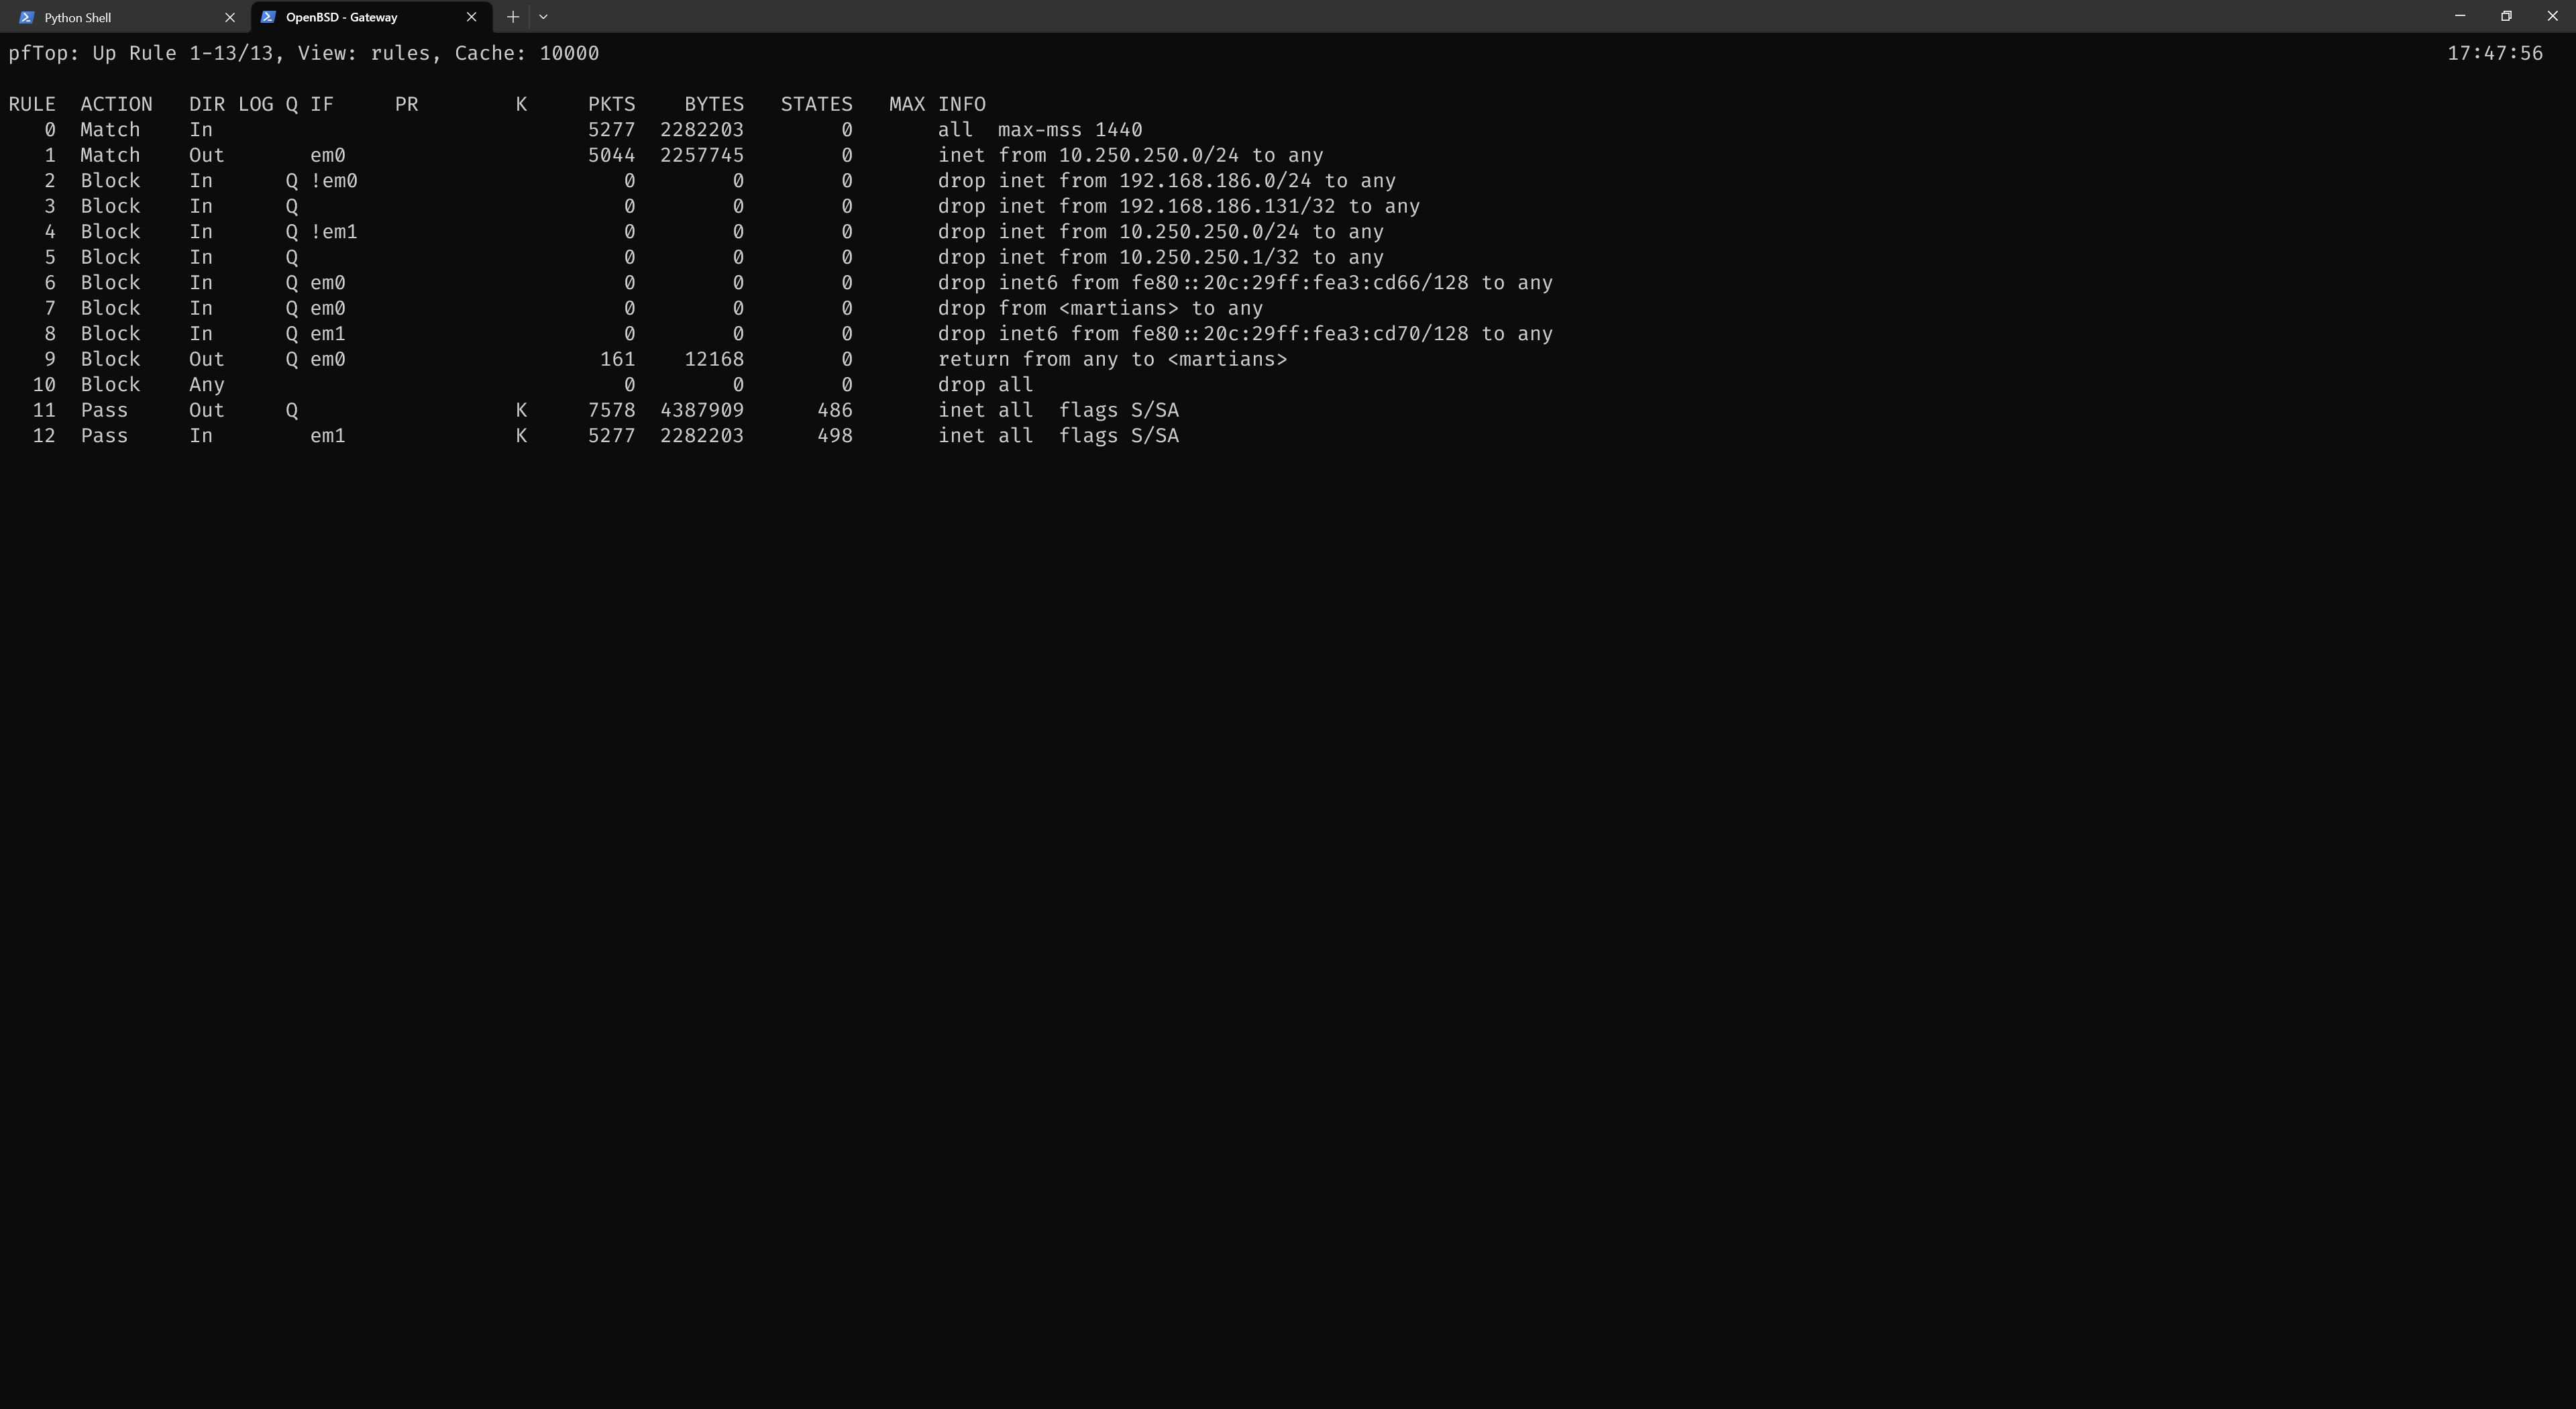 Python Shell
OpenBSD - Gateway
pfTop: Up Rule 1-13/13, View: rules, Cache: 10000 17:47:56
RULE ACTION DIR LOG Q IF PR K PKTS BYTES STATES MAX INFO
0 Match In 5277 2282203 0 all max-mss 1440
1 Match Out em0 5044 2257745 0 inet from 10.250.250.0/24 to any
2 Block In Q !em0 0 0 0 drop inet from 192.168.186.0/24 to any
3 Block In Q 0 0 0 drop inet from 192.168.186.131/32 to any
4 Block In Q !em1 0 0 0 drop inet from 10.250.250.0/24 to any
5 Block In Q 0 0 0 drop inet from 10.250.250.1/32 to any
6 Block In Q em0 0 0 0 drop inet6 from fe80::20c:29ff:fea3:cd66/128 to any
7 Block In Q em0 0 0 0 drop from <martians> to any
8 Block In Q em1 0 0 0 drop inet6 from fe80::20c:29ff:fea3:cd70/128 to any
9 Block Out Q em0 161 12168 0 return from any to <martians>
10 Block Any 0 0 0 drop all
11 Pass Out Q K 7578 4387909 486 inet all flags S/SA
12 Pass In em1 K 5277 2282203 498 inet all flags S/SA